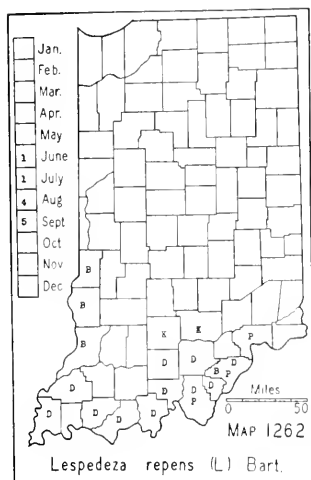 Jan.
Feb.
Mar.
Apr.
May
1 June
1 July
4 Aug
5 Sept
Oct
Nov
Dec
B
B
B
K K P
D D D
B P
D D D D
D D D D D P
Miles
0 50
MAP 1262
Lespedeza repens (L) Bart.